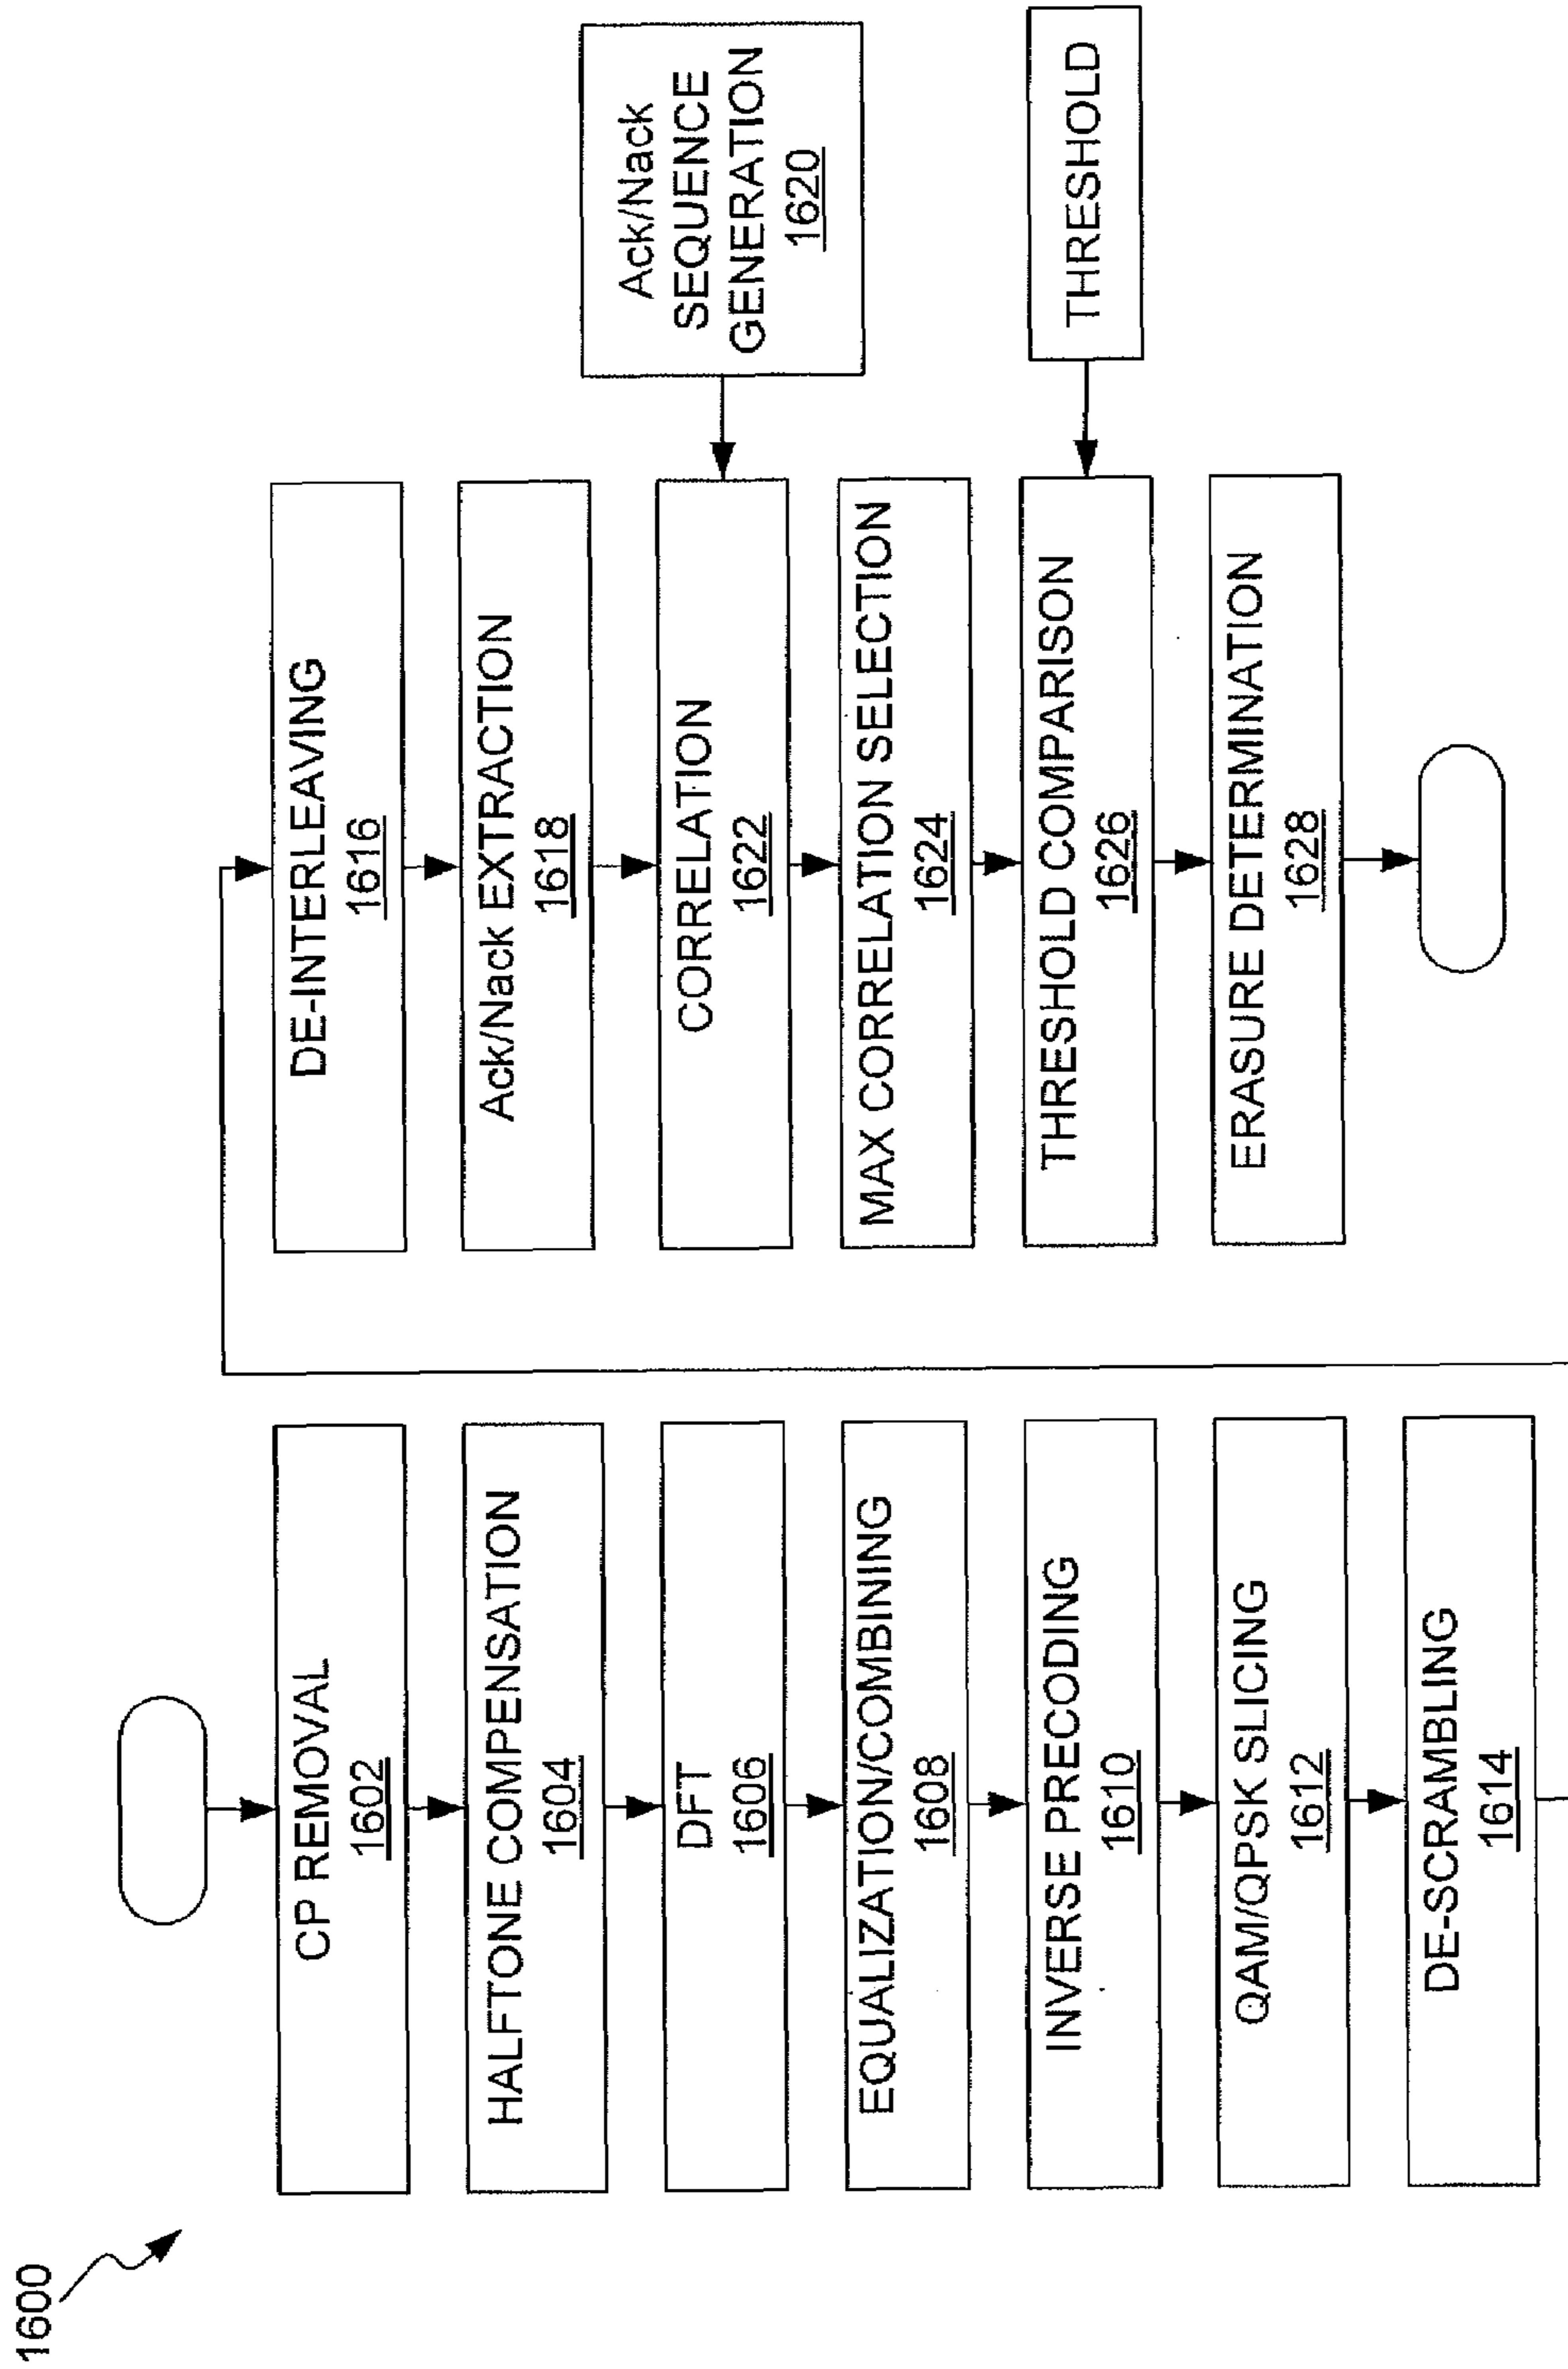 1600
CP REMOVAL
1602
HALFTONE COMPENSATION
1604
DFT
1606
EQUALIZATION/COMBINING
1608
INVERSE PRECODING
1610
QAM/QPSK SLICING
1612
DE-SCRAMBLING
1614
DE-INTERLEAVING
1616
Ack/Nack EXTRACTION
1618
CORRELATION
1622
MAX CORRELATION SELECTION
1624
THRESHOLD COMPARISON
1626
ERASURE DETERMINATION
1628
Ack/Nack
SEQUENCE
GENERATION
1620
THRESHOLD